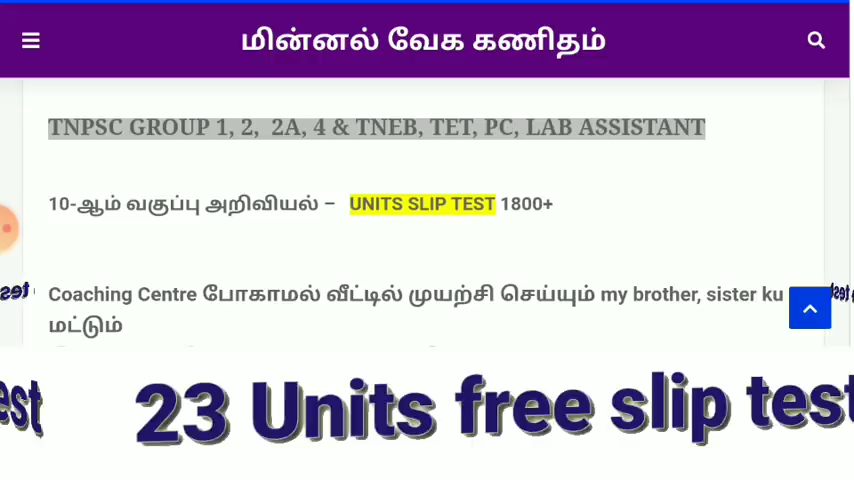 மின்னல் வேக கணிதம்
TNPSC GROUP 1, 2, 2A, 4 & TNEB, TET, PC, LAB ASSISTANT
10-ஆம் வகுப்பு அறிவியல் – UNITS SLIP TEST 1800+
Coaching Centre போகாமல் வீட்டில் முயற்சி செய்யும் my brother, sister ku
மட்டும்
23 Units free slip test